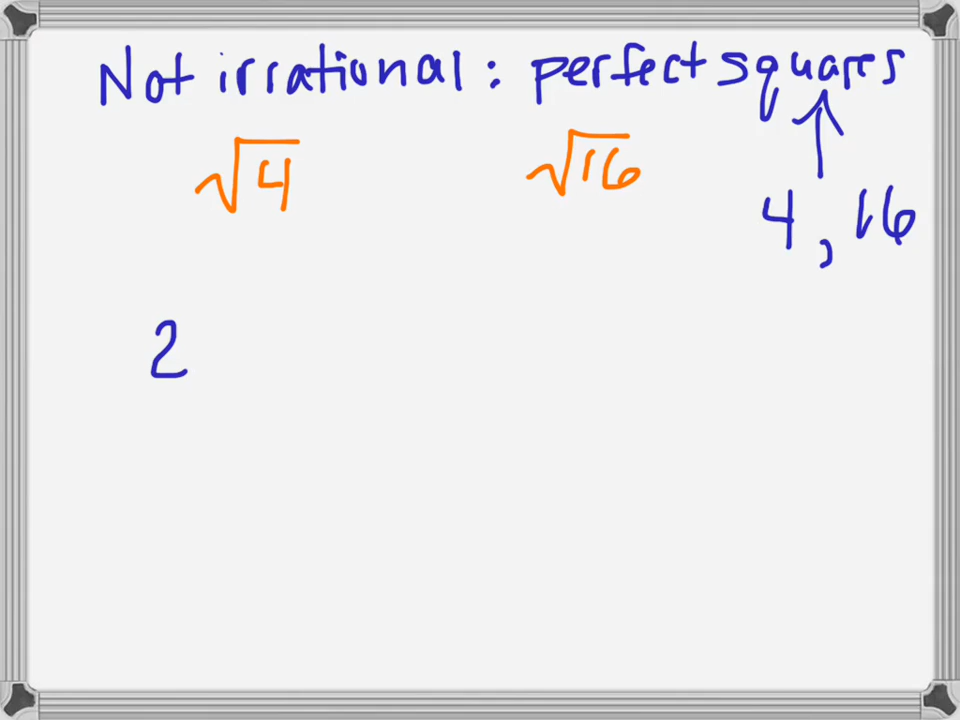 Not irrational: perfect squares
√4 √16
4, 16
2